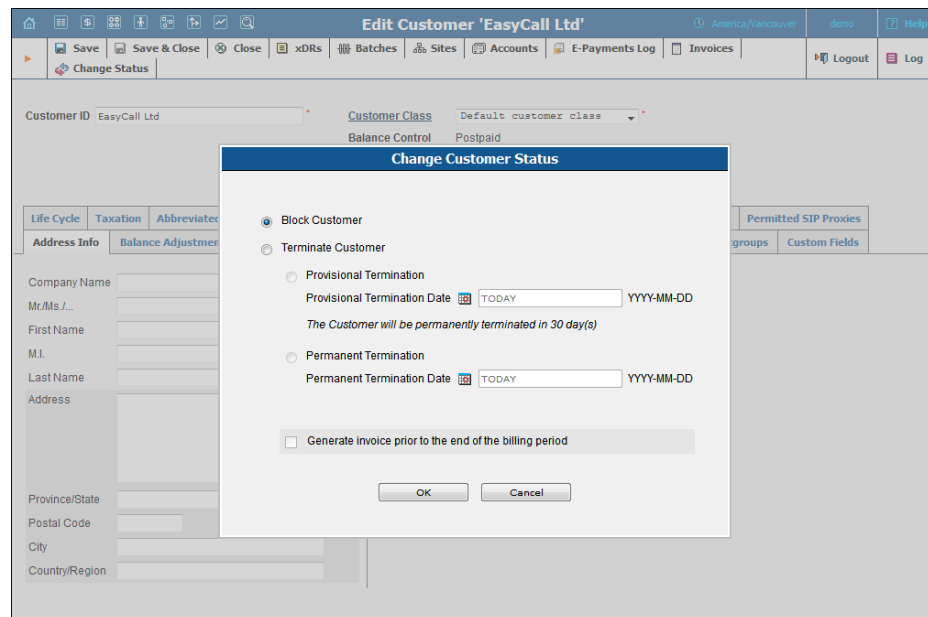 Edit Customer 'EasyCall Ltd'
America/Vancouver
demo
Help
Save
Save & Close
Close
xDRs
Batches
Sites
Accounts
E-Payments Log
Invoices
Change Status
Logout
Log
Customer ID EasyCall Ltd *
Customer Class Default customer class *
Balance Control Postpaid
Change Customer Status
Life Cycle
Taxation
Permitted SIP Proxies
Address Info
Balance
Custom Fields
Block Customer
Terminate Customer
Provisional Termination
Provisional Termination Date TODAY YYYY-MM-DD
The Customer will be permanently terminated in 30 day(s)
Permanent Termination
Permanent Termination Date TODAY YYYY-MM-DD
Generate invoice prior to the end of the billing period
OK
Cancel
Company Name
Mr./Ms./...
First Name
M.I.
Last Name
Address
Province/State
Postal Code
City
Country/Region